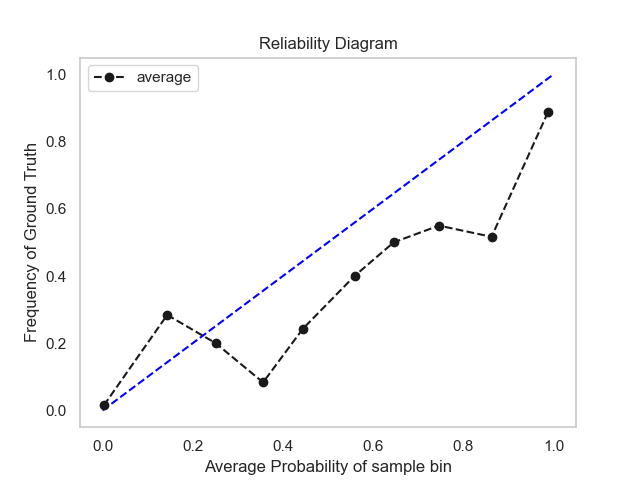 Reliability Diagram
average
Frequency of Ground Truth
1.0
0.8
0.6
0.4
0.2
0.0
0.0 0.2 0.4 0.6 0.8 1.0
Average Probability of sample bin